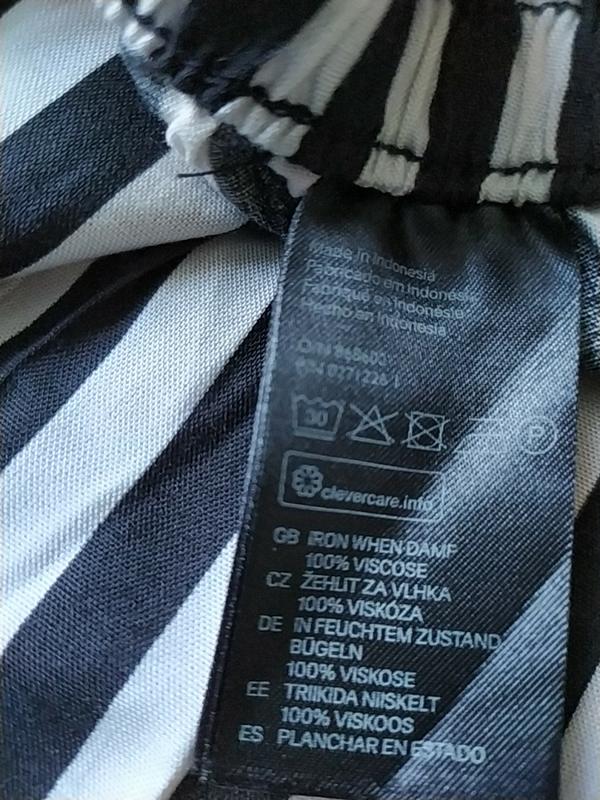 Made in Indonesia
Fabricado em Indonésia
Fabriqué en Indonésie
Hecho en Indonesia
O/N
30
P
clevercare.info
GB IRON WHEN DAMP
100% VISCOSE
CZ ŽEHLIT ZA VLHKA
100% VISKÓZA
DE IN FEUCHTEM ZUSTAND
BÜGELN
100% VISKOSE
EE TRIIKIDA NIISKELT
100% VISKOOS
ES PLANCHAR EN ESTADO